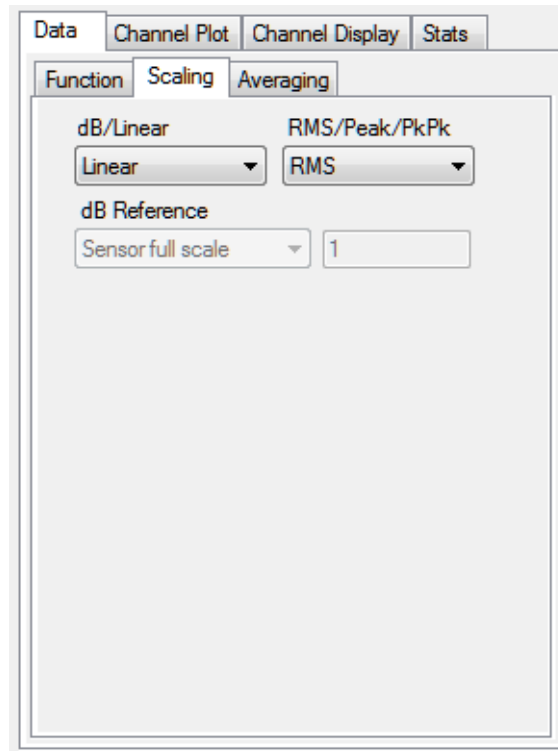 Data Channel Plot Channel Display Stats
Function Scaling Averaging
dB/Linear RMS/Peak/PkPk
Linear RMS
dB Reference
Sensor full scale 1